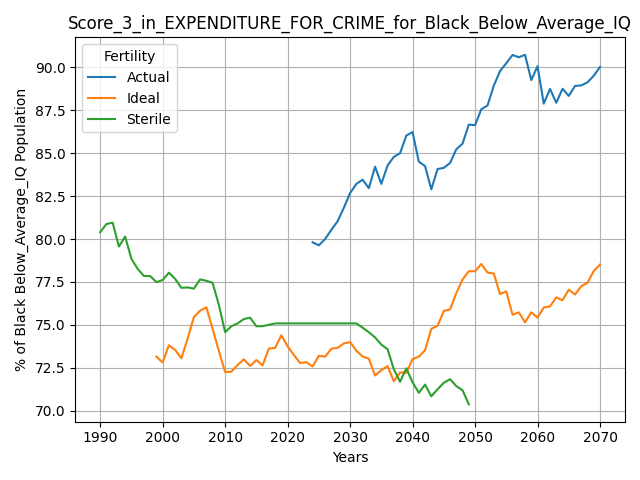 Score_3_in_EXPENDITURE_FOR_CRIME_for_Black_Below_Average_IQ
Fertility
Actual
Ideal
Sterile
% of Black Below_Average_IQ Population
90.0
87.5
85.0
82.5
80.0
77.5
75.0
72.5
70.0
1990 2000 2010 2020 2030 2040 2050 2060 2070
Years